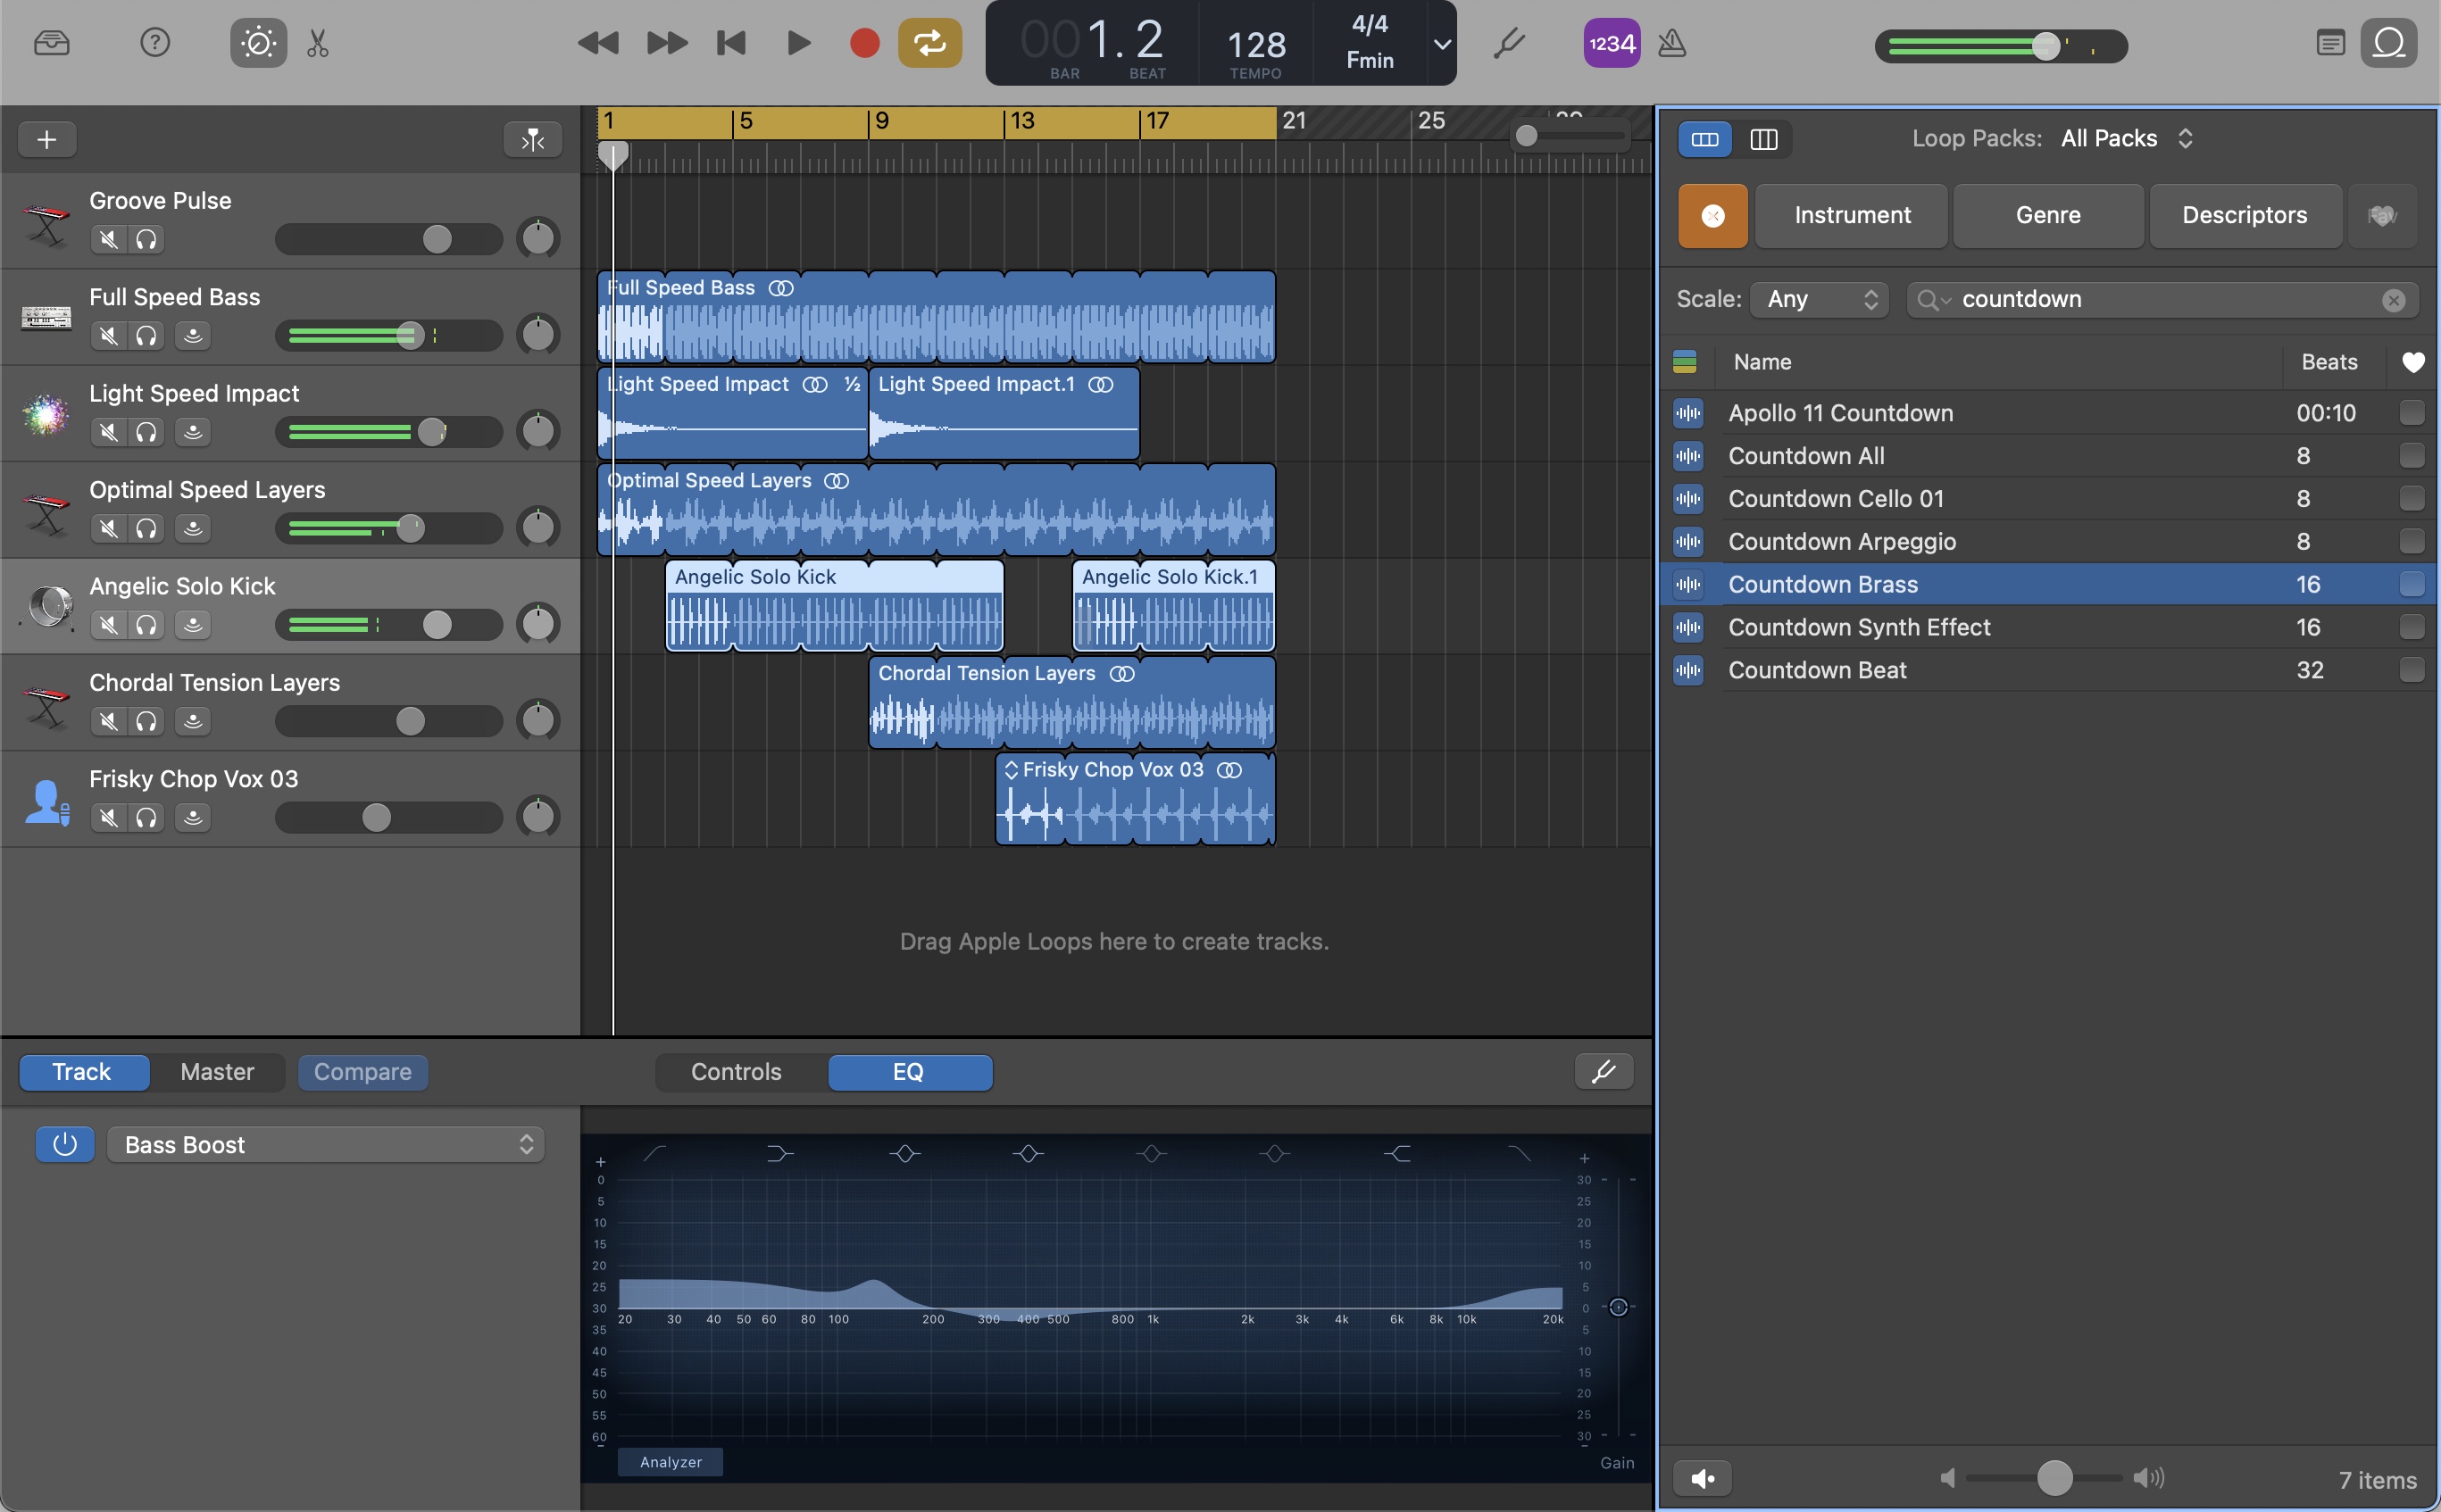 001.2
BAR
BEAT
128
TEMPO
4/4
Fmin
1234
1
5
9
13
17
21
25
Groove Pulse
Full Speed Bass
Light Speed Impact
Optimal Speed Layers
Angelic Solo Kick
Chordal Tension Layers
Frisky Chop Vox 03
Full Speed Bass
Light Speed Impact ½
Light Speed Impact.1
Optimal Speed Layers
Angelic Solo Kick
Angelic Solo Kick.1
Chordal Tension Layers
Frisky Chop Vox 03
Drag Apple Loops here to create tracks.
Loop Packs: All Packs
Instrument
Genre
Descriptors
Fav
Scale: Any
countdown
Name
Beats
Apollo 11 Countdown 00:10
Countdown All 8
Countdown Cello 01 8
Countdown Arpeggio 8
Countdown Brass 16
Countdown Synth Effect 16
Countdown Beat 32
7 items
Track
Master
Compare
Controls
EQ
Bass Boost
+
0
5
10
15
20
25
30
35
40
45
50
55
60
-
20 30 40 50 60 80 100 200 300 400 500 800 1k 2k 3k 4k 6k 8k 10k 20k
+
30
25
20
15
10
5
0
5
10
15
20
25
30
-
Analyzer
Gain